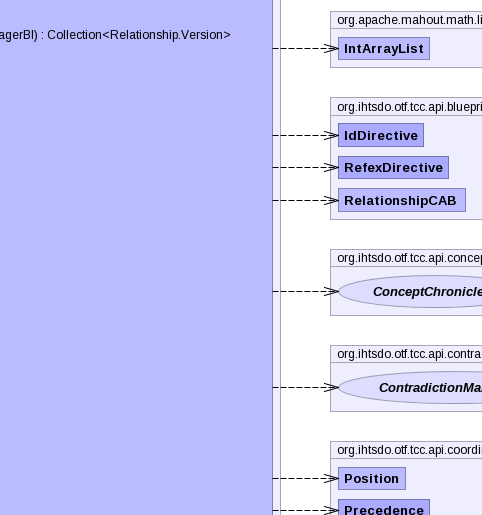 org.apache.mahout.math.li
agerBI) : Collection<Relationship.Version>
IntArrayList
org.ihtsdo.otf.tcc.api.bluepri
IdDirective
RefexDirective
RelationshipCAB
org.ihtsdo.otf.tcc.api.concep
ConceptChronicle
org.ihtsdo.otf.tcc.api.contrad
ContradictionMa
org.ihtsdo.otf.tcc.api.coordin
Position
Precedence